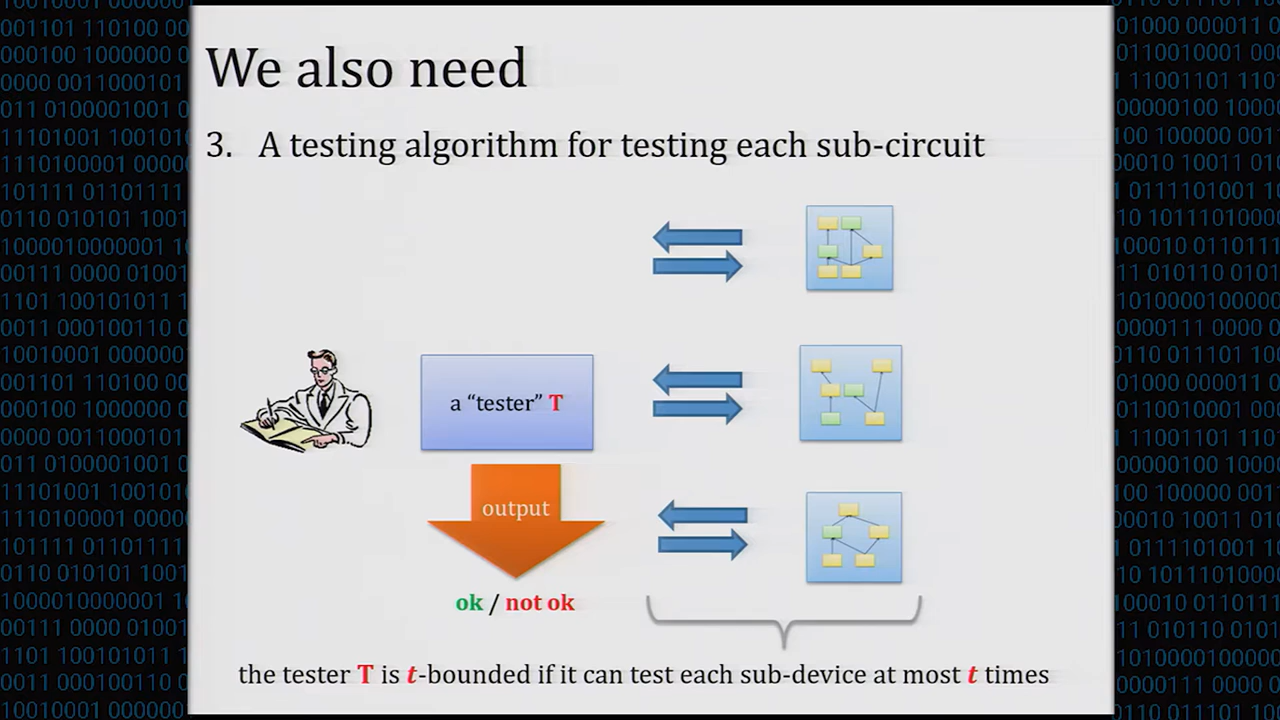 We also need
3. A testing algorithm for testing each sub-circuit
a “tester” T
output
ok / not ok
the tester T is t-bounded if it can test each sub-device at most t times